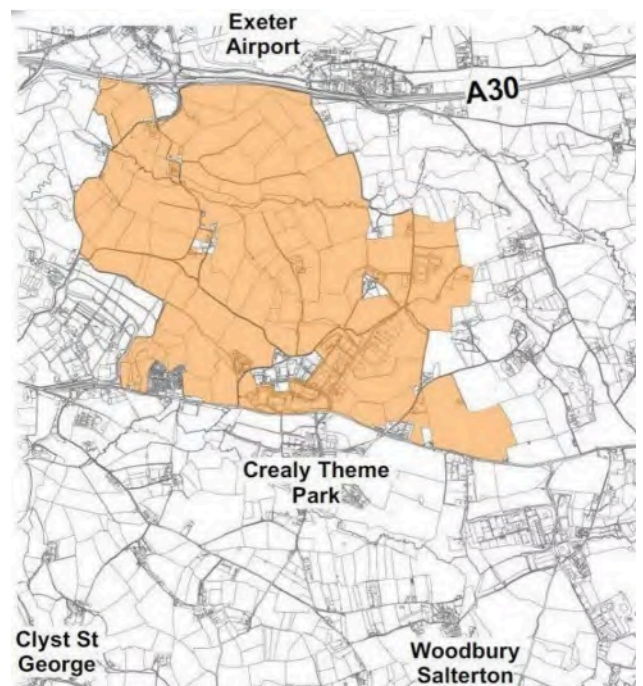 Exeter
Airport
A30
Crealy Theme
Park
Clyst St
George
Woodbury
Salterton